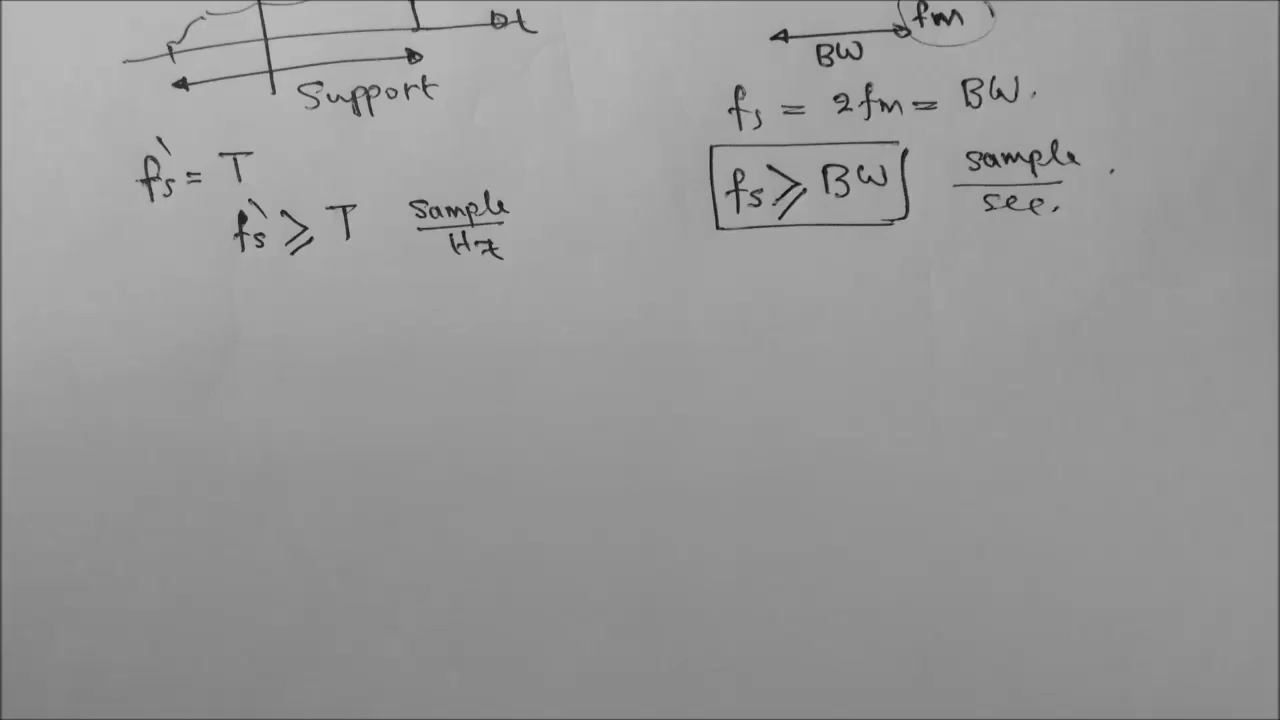 t
Support
fs` = T
fs` ⩾ T sample/Hz
fm
BW
fs = 2fm = BW.
fs ⩾ BW sample/sec.